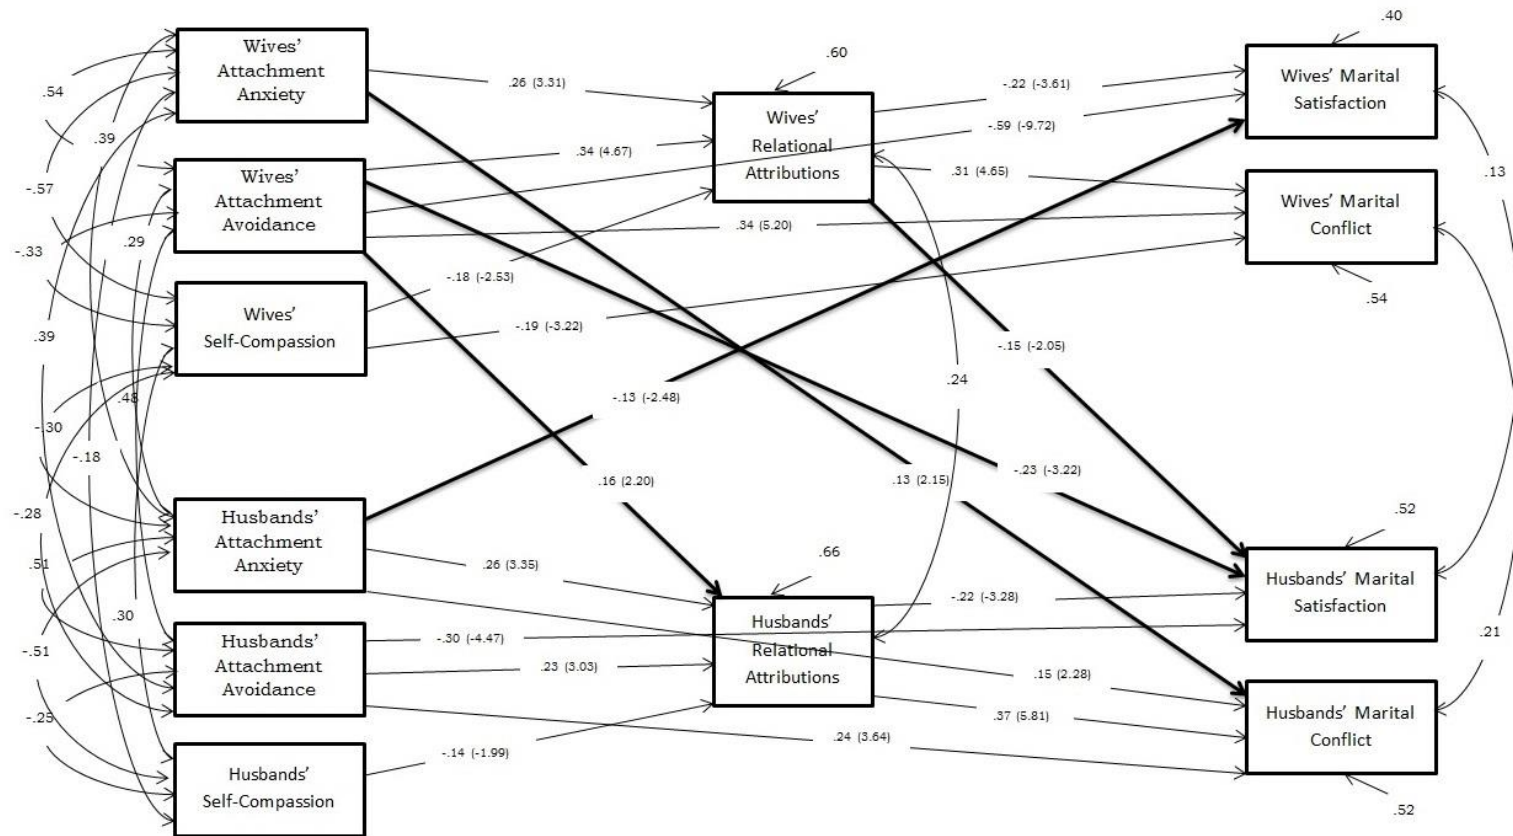 Wives'
Attachment
Anxiety
Wives'
Attachment
Avoidance
Wives'
Self-Compassion
Husbands'
Attachment
Anxiety
Husbands'
Attachment
Avoidance
Husbands'
Self-Compassion
.54
.39
-.57
-.33
.29
.39
.48
-.30
-.18
-.28
.51
.30
-.51
-.25
.26 (3.31)
.34 (4.67)
-.18 (-2.53)
-.19 (-3.22)
-.13 (-2.48)
.16 (2.20)
.26 (3.35)
-.30 (-4.47)
.23 (3.03)
-.14 (-1.99)
.60
Wives'
Relational
Attributions
.66
Husbands'
Relational
Attributions
-.22 (-3.61)
-.59 (-9.72)
.31 (4.65)
.34 (5.20)
-.15 (-2.05)
.24
-.23 (-3.22)
.13 (2.15)
-.22 (-3.28)
.15 (2.28)
.37 (5.81)
.24 (3.64)
.40
Wives' Marital
Satisfaction
Wives' Marital
Conflict
.54
.13
.52
Husbands' Marital
Satisfaction
.21
Husbands' Marital
Conflict
.52